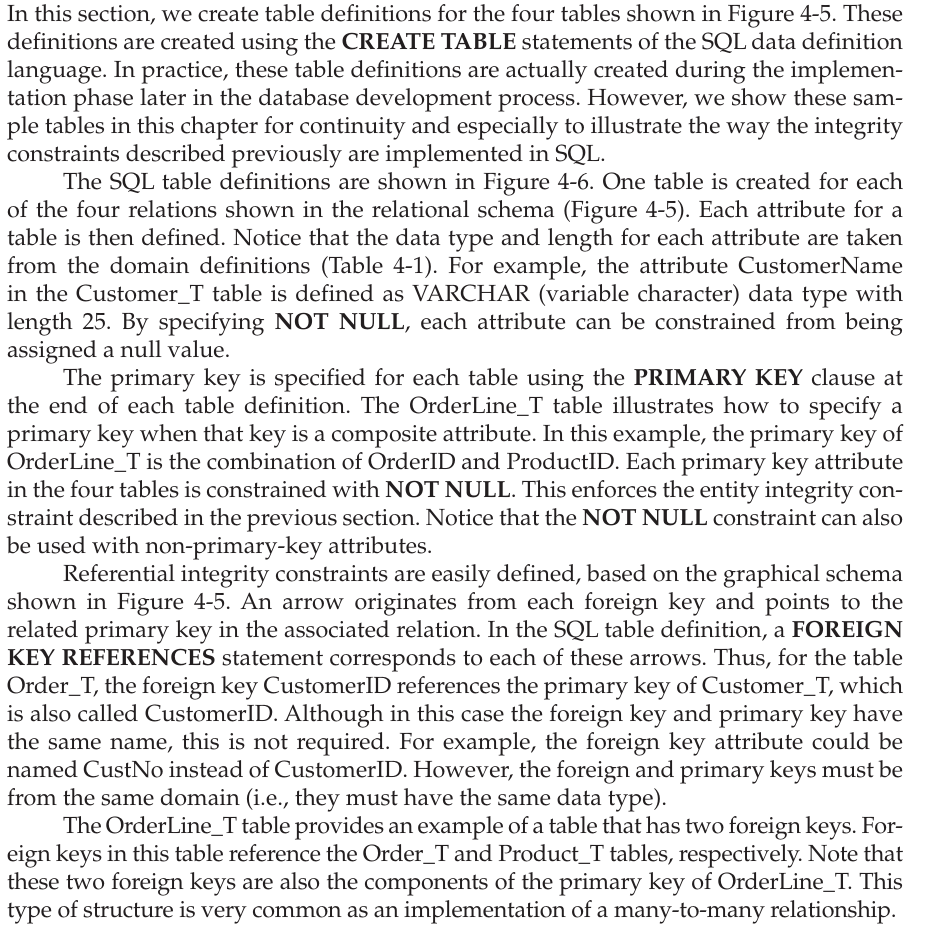 In this section, we create table definitions for the four tables shown in Figure 4-5. These
definitions are created using the CREATE TABLE statements of the SQL data definition
language. In practice, these table definitions are actually created during the implemen-
tation phase later in the database development process. However, we show these sam-
ple tables in this chapter for continuity and especially to illustrate the way the integrity
constraints described previously are implemented in SQL.
The SQL table definitions are shown in Figure 4-6. One table is created for each
of the four relations shown in the relational schema (Figure 4-5). Each attribute for a
table is then defined. Notice that the data type and length for each attribute are taken
from the domain definitions (Table 4-1). For example, the attribute CustomerName
in the Customer_T table is defined as VARCHAR (variable character) data type with
length 25. By specifying NOT NULL, each attribute can be constrained from being
assigned a null value.
The primary key is specified for each table using the PRIMARY KEY clause at
the end of each table definition. The OrderLine_T table illustrates how to specify a
primary key when that key is a composite attribute. In this example, the primary key of
OrderLine_T is the combination of OrderID and ProductID. Each primary key attribute
in the four tables is constrained with NOT NULL. This enforces the entity integrity con-
straint described in the previous section. Notice that the NOT NULL constraint can also
be used with non-primary-key attributes.
Referential integrity constraints are easily defined, based on the graphical schema
shown in Figure 4-5. An arrow originates from each foreign key and points to the
related primary key in the associated relation. In the SQL table definition, a FOREIGN
KEY REFERENCES statement corresponds to each of these arrows. Thus, for the table
Order_T, the foreign key CustomerID references the primary key of Customer_T, which
is also called CustomerID. Although in this case the foreign key and primary key have
the same name, this is not required. For example, the foreign key attribute could be
named CustNo instead of CustomerID. However, the foreign and primary keys must be
from the same domain (i.e., they must have the same data type).
The OrderLine_T table provides an example of a table that has two foreign keys. For-
eign keys in this table reference the Order_T and Product_T tables, respectively. Note that
these two foreign keys are also the components of the primary key of OrderLine_T. This
type of structure is very common as an implementation of a many-to-many relationship.